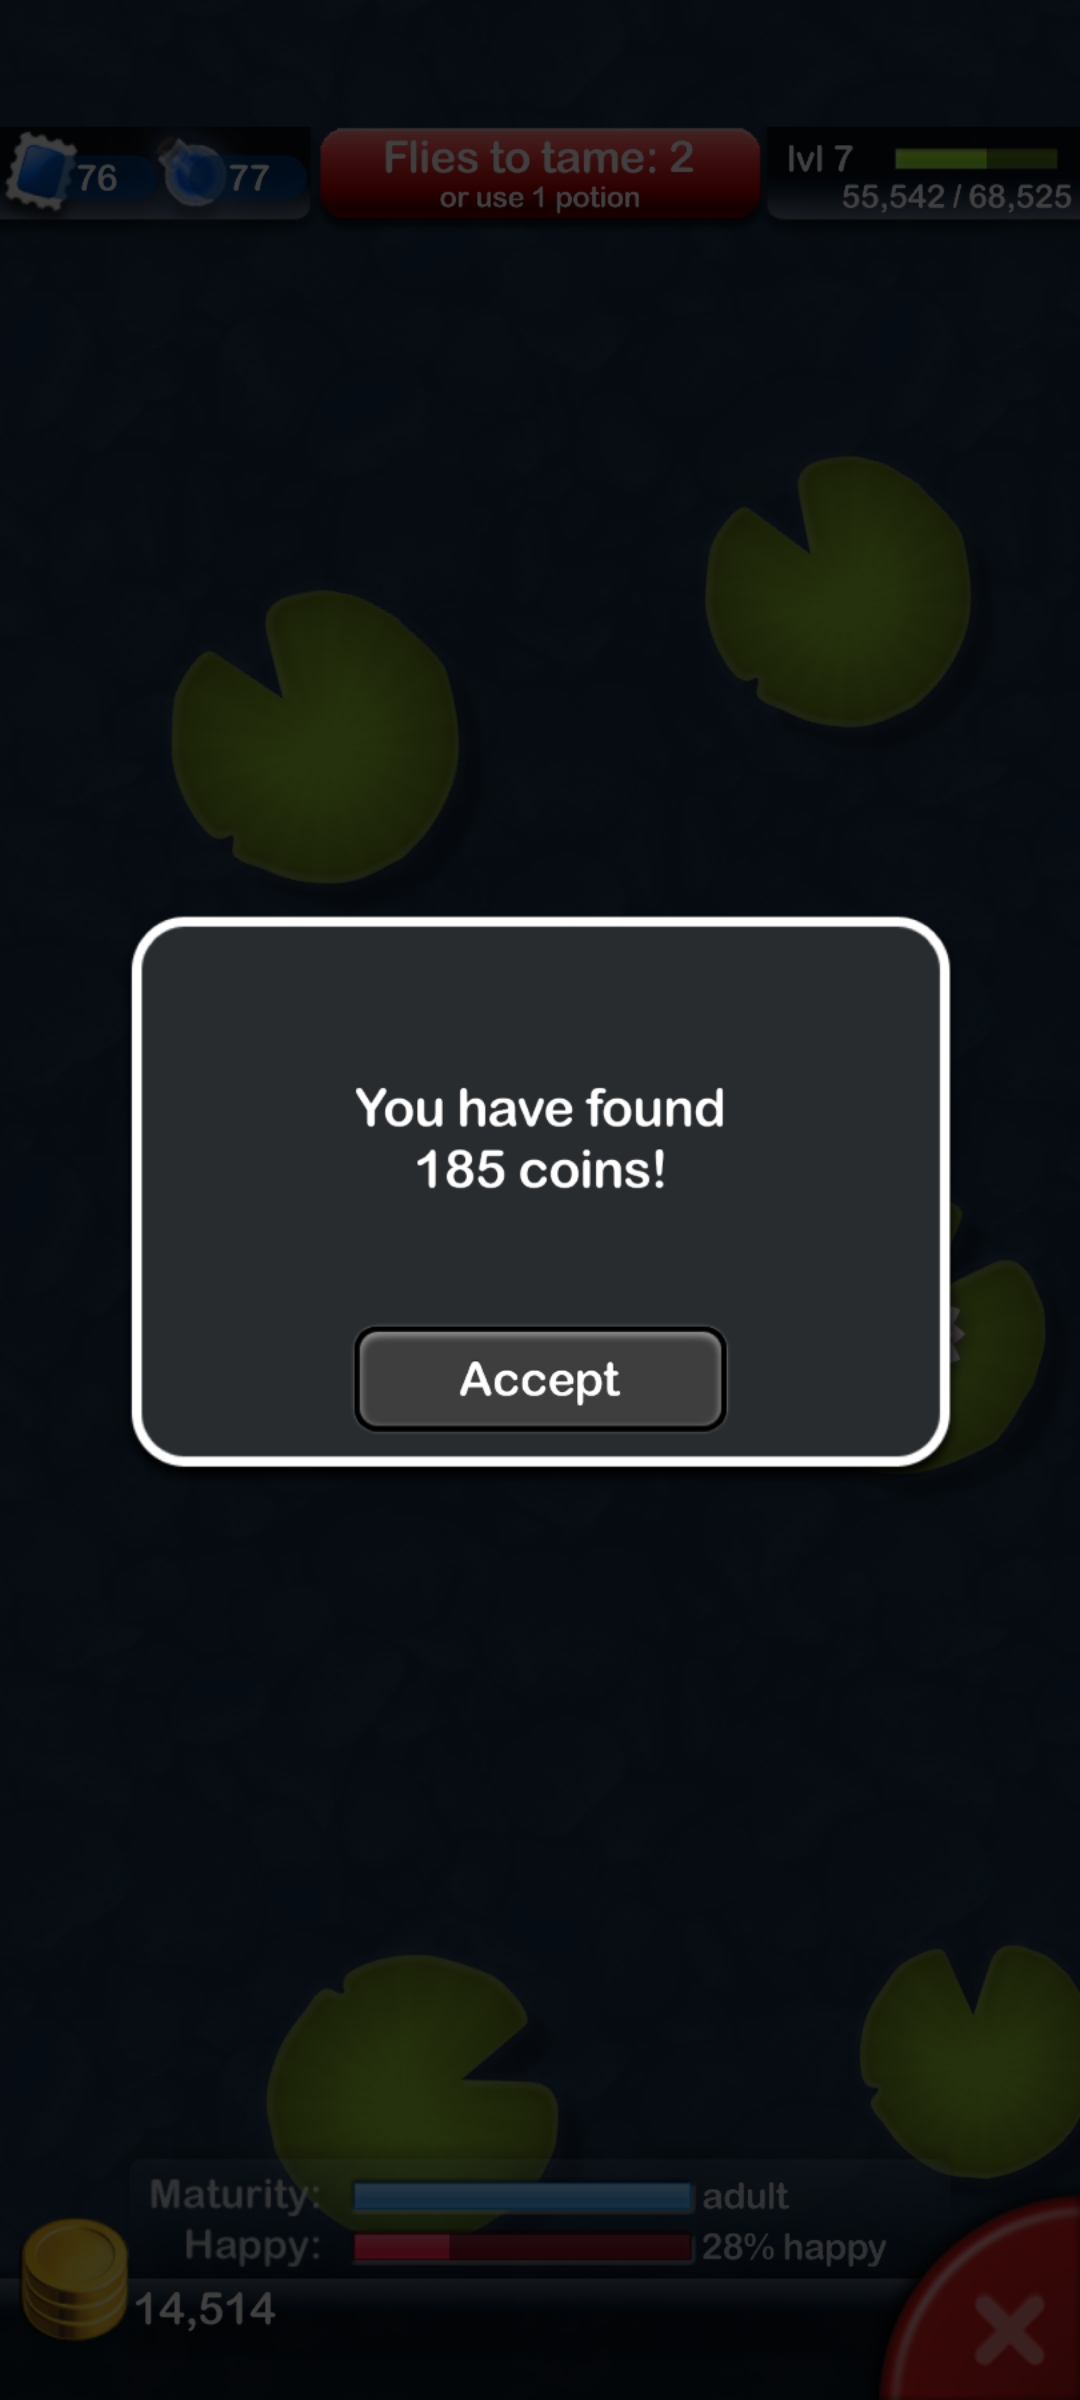 76
77
Flies to tame: 2
or use 1 potion
lvl 7
55,542 / 68,525
You have found
185 coins!
Accept
Maturity: adult
Happy: 28% happy
14,514